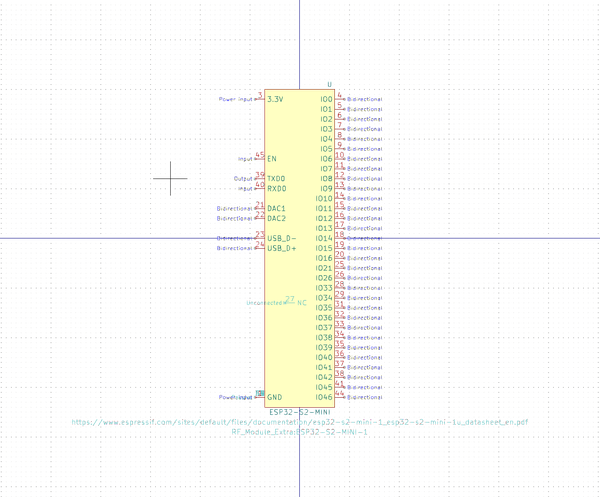 U
Power input 3 3.3V IO0 4 Bidirectional
IO1 5 Bidirectional
IO2 6 Bidirectional
IO3 7 Bidirectional
IO4 8 Bidirectional
IO5 9 Bidirectional
Input 45 EN IO6 10 Bidirectional
IO7 11 Bidirectional
Output 39 TXD0 IO8 12 Bidirectional
Input 40 RXD0 IO9 13 Bidirectional
IO10 14 Bidirectional
Bidirectional 21 DAC1 IO11 15 Bidirectional
Bidirectional 22 DAC2 IO12 16 Bidirectional
IO13 17 Bidirectional
Bidirectional 23 USB_D- IO14 18 Bidirectional
Bidirectional 24 USB_D+ IO15 19 Bidirectional
IO16 20 Bidirectional
IO21 25 Bidirectional
IO26 26 Bidirectional
IO33 28 Bidirectional
IO34 29 Bidirectional
Unconnected 27 NC
IO35 31 Bidirectional
IO36 32 Bidirectional
IO37 33 Bidirectional
IO38 34 Bidirectional
IO39 35 Bidirectional
IO40 36 Bidirectional
IO41 37 Bidirectional
IO42 38 Bidirectional
IO45 41 Bidirectional
GND IO46 44 Bidirectional
ESP32-S2-MINI
https://www.espressif.com/sites/default/files/documentation/esp32-s2-mini-1_esp32-s2-mini-1u_datasheet_en.pdf
RF_Module_Extra:ESP32-S2-MINI-1